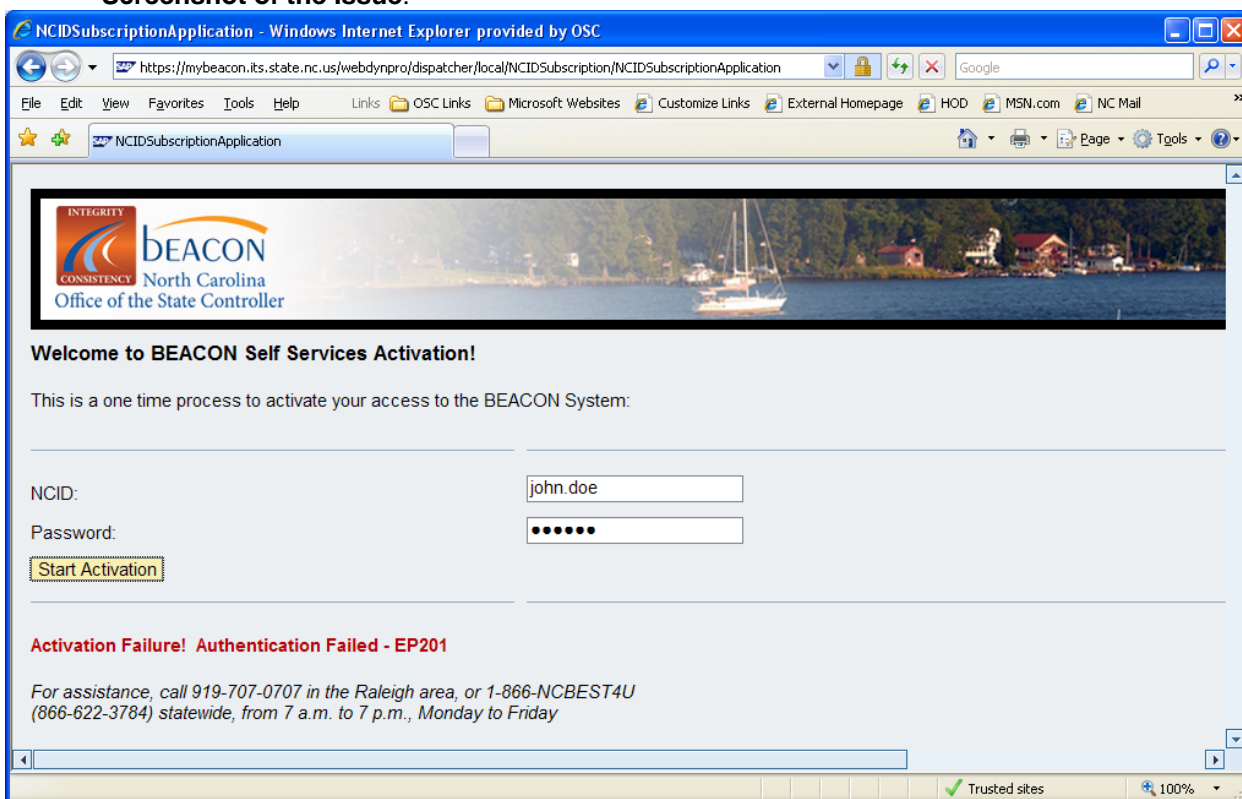 Screenshot of the issue:
NCIDSubscriptionApplication - Windows Internet Explorer provided by OSC
https://mybeacon.its.state.nc.us/webdynpro/dispatcher/local/NCIDSubscription/NCIDSubscriptionApplication
Google
File Edit View Favorites Tools Help Links OSC Links Microsoft Websites Customize Links External Homepage HOD MSN.com NC Mail »
NCIDSubscriptionApplication Page Tools
INTEGRITY
beacon
CONSISTENCY North Carolina
Office of the State Controller
Welcome to BEACON Self Services Activation!
This is a one time process to activate your access to the BEACON System:
NCID: john.doe
Password: ●●●●●●
Start Activation
Activation Failure! Authentication Failed - EP201
For assistance, call 919-707-0707 in the Raleigh area, or 1-866-NCBEST4U
(866-622-3784) statewide, from 7 a.m. to 7 p.m., Monday to Friday
Trusted sites 100%